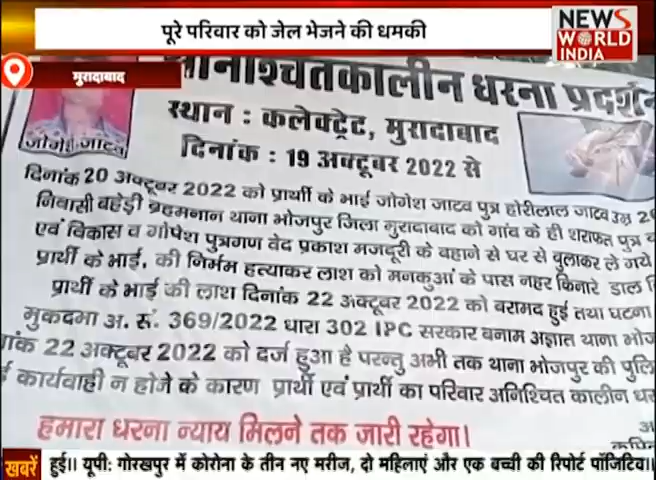 पूरे परिवार को जेल भेजने की धमकी
NEWS
WORLD
INDIA
मुरादाबाद
धरना प्रदर्शन
स्थान : कलेक्ट्रेट, मुरादाबाद
जोगेश जाटव
दिनांक : 19 अक्टूबर 2022 से
दिनांक 20 अक्टूबर 2022 को प्रार्थी के भाई जोगेश जाटव पुत्र होरीलाल जाटव उम्र
निवासी बहेड़ी ब्रहमनान थाना भोजपुर जिला मुरादाबाद को गांव के ही शराफत पुत्र
एवं विकास व गोपेश पुत्रगण वेद प्रकाश मजदूरी के बहाने से घर से बुलाकर ले गये
प्रार्थी के भाई, की निर्मम हत्याकर लाश को मनकुआं के पास नहर किनारे डाल
प्रार्थी के भाई की लाश दिनांक 22 अक्टूबर 2022 को बरामद हुई तथा घटना
मुकदमा अ. सं. 369/2022 धारा 302 IPC सरकार बनाम अज्ञात थाना
22 अक्टूबर 2022 को दर्ज हुआ है परन्तु अभी तक थाना भोजपुर की
कार्यवाही न होने के कारण प्रार्थी एवं प्रार्थी का परिवार अनिश्चित कालीन
हमारा धरना न्याय मिलने तक जारी रहेगा।
खबरें हुई।। यूपी: गोरखपुर में कोरोना के तीन नए मरीज, दो महिलाएं और एक बच्ची की रिपोर्ट पॉजिटिव।।